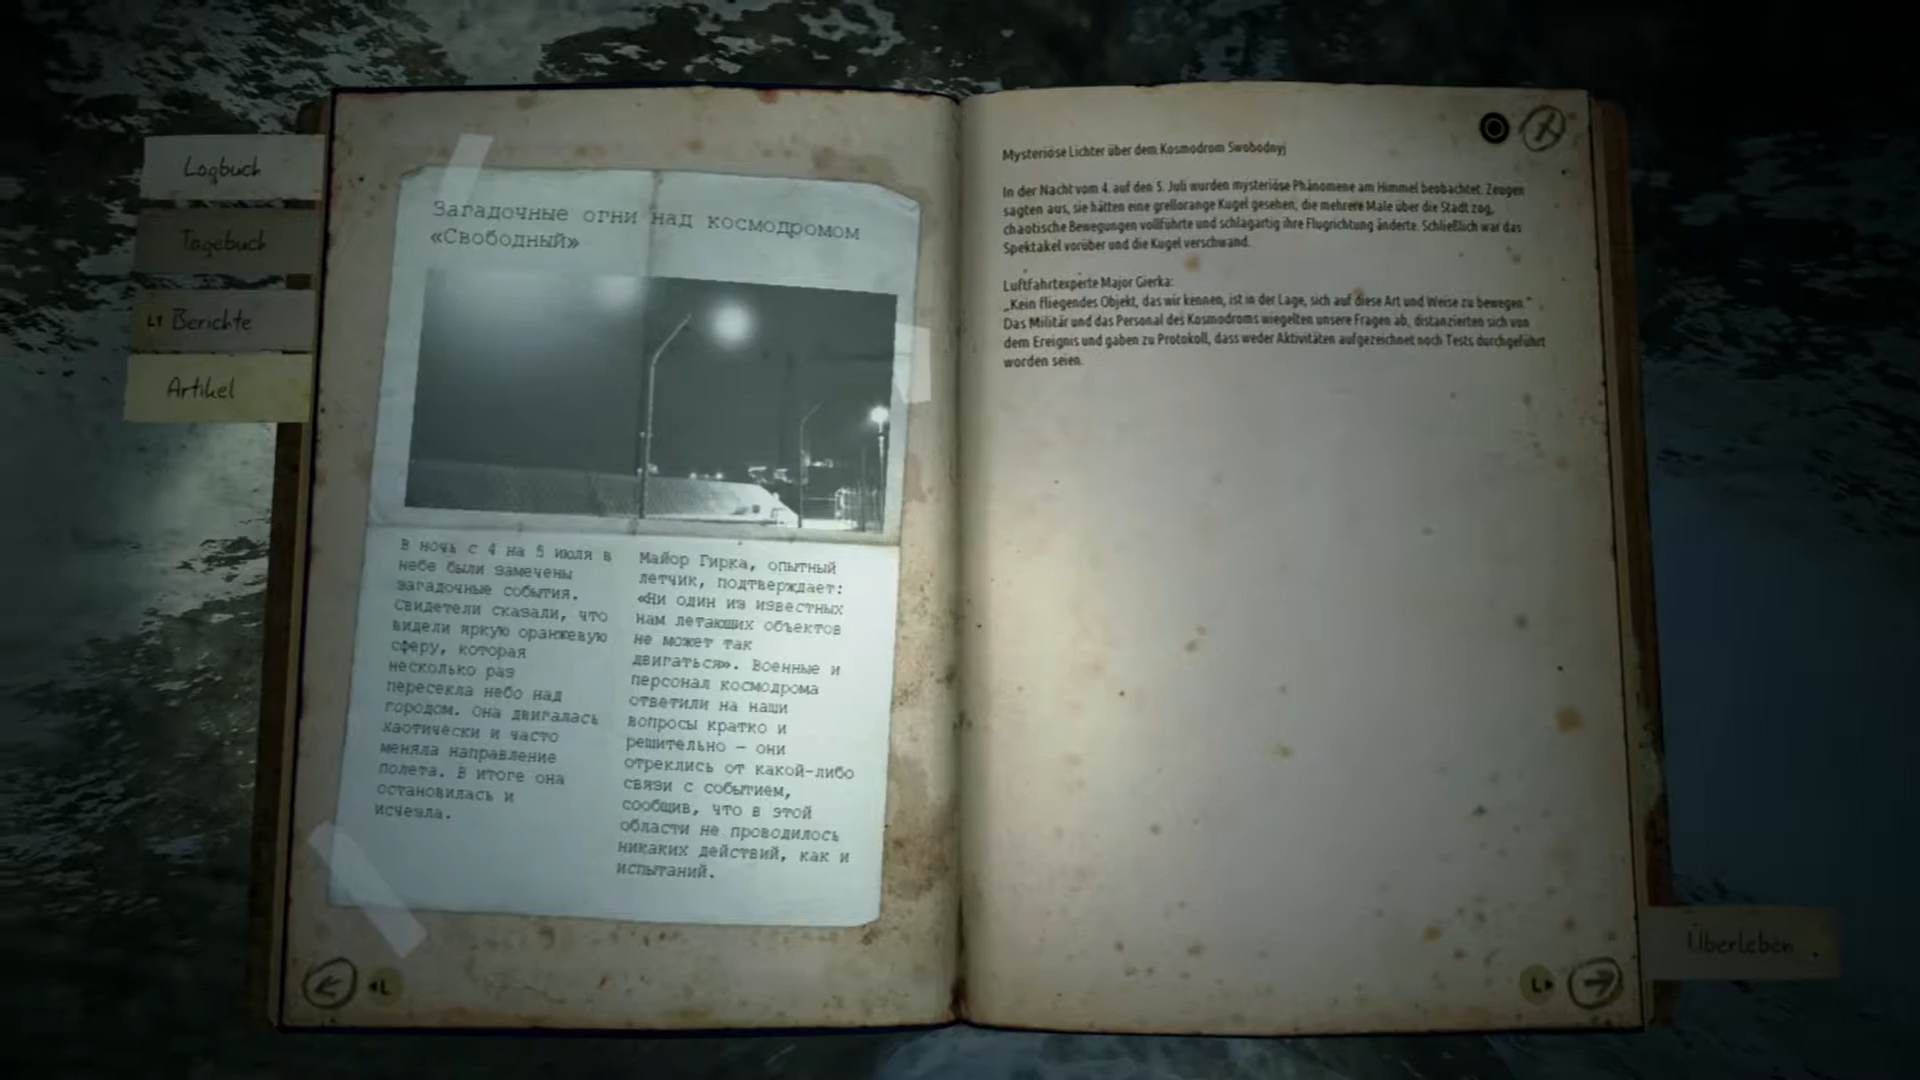 Logbuch
Tagebuch
L1 Berichte
Artikel
Загадочные огни над космодромом
«Свободный»
В ночь с 4 на 5 июля в
небе были замечены
загадочные события.
Свидетели сказали, что
видели яркую оранжевую
сферу, которая
несколько раз
пересекла небо над
городом. Она двигалась
хаотически и часто
меняла направление
полета. В итоге она
остановилась и
исчезла.
Майор Гирка, опытный
летчик, подтверждает:
«Ни один из известных
нам летающих объектов
не может так
двигаться». Военные и
персонал космодрома
ответили на наши
вопросы кратко и
решительно – они
отреклись от какой-либо
связи с событием,
сообщив, что в этой
области не проводилось
никаких действий, как и
испытаний.
L
Mysteriöse Lichter über dem Kosmodrom Swobodnyj
In der Nacht vom 4. auf den 5. Juli wurden mysteriöse Phänomene am Himmel beobachtet. Zeugen
sagten aus, sie hätten eine grellorange Kugel gesehen, die mehrere Male über die Stadt zog,
chaotische Bewegungen vollführte und schlagartig ihre Flugrichtung änderte. Schließlich war das
Spektakel vorüber und die Kugel verschwand.
Luftfahrtexperte Major Gierka:
„Kein fliegendes Objekt, das wir kennen, ist in der Lage, sich auf diese Art und Weise zu bewegen."
Das Militär und das Personal des Kosmodroms wiegelten unsere Fragen ab, distanzierten sich von
dem Ereignis und gaben zu Protokoll, dass weder Aktivitäten aufgezeichnet noch Tests durchgeführt
worden seien.
L
Überleben